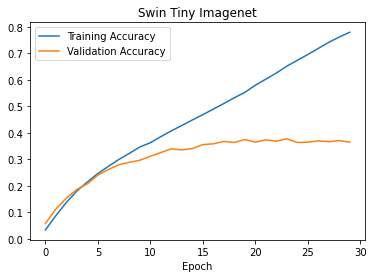 Swin Tiny Imagenet
Training Accuracy
Validation Accuracy
0.8
0.7
0.6
0.5
0.4
0.3
0.2
0.1
0.0
0 5 10 15 20 25 30
Epoch